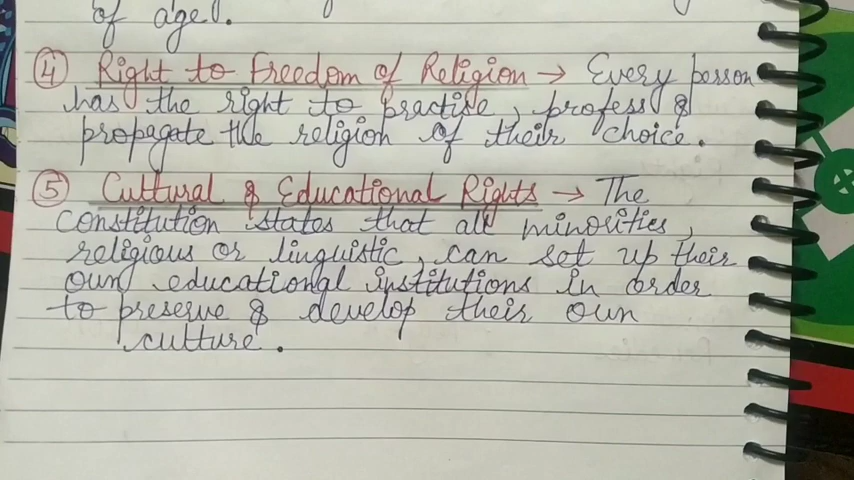 of age.
④ Right to Freedom of Religion → Every person
has the right to practise, profess &
propagate the religion of their choice.
⑤ Cultural & Educational Rights → The
constitution states that all minorities,
religious or linguistic, can set up their
own educational institutions in order
to preserve & develop their own
culture.